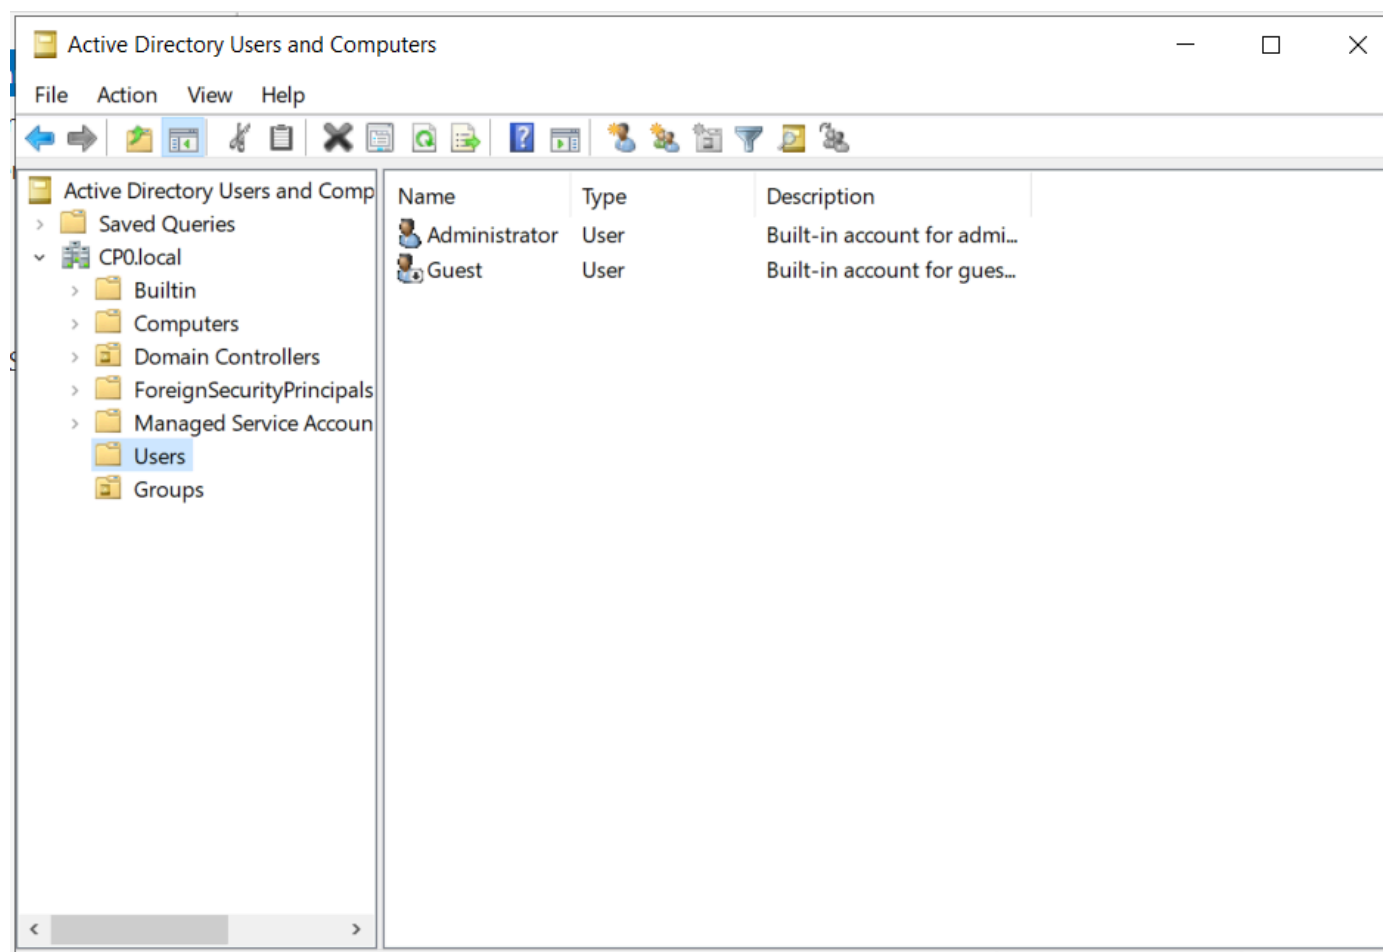 Active Directory Users and Computers
File Action View Help
Active Directory Users and Comp
Saved Queries
CP0.local
Builtin
Computers
Domain Controllers
ForeignSecurityPrincipals
Managed Service Accoun
Users
Groups
Name Type Description
Administrator User Built-in account for admi...
Guest User Built-in account for gues...